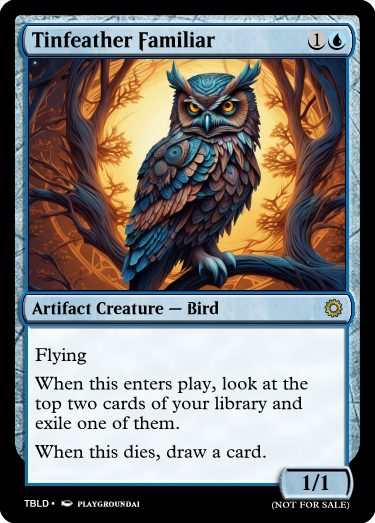 Tinfeather Familiar 1
Artifact Creature — Bird
Flying
When this enters play, look at the
top two cards of your library and
exile one of them.
When this dies, draw a card.
1/1
TBLD • PLAYGROUNDAI
(NOT FOR SALE)